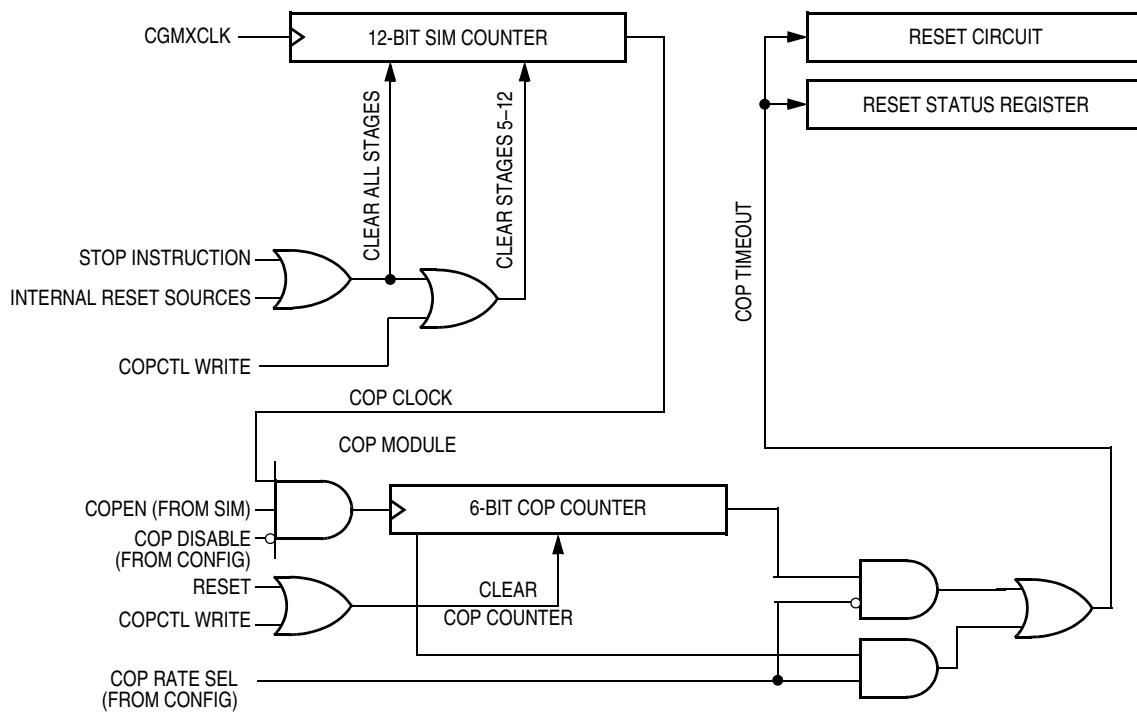 CGMXCLK
12-BIT SIM COUNTER
RESET CIRCUIT
RESET STATUS REGISTER
CLEAR ALL STAGES
CLEAR STAGES 5–12
COP TIMEOUT
STOP INSTRUCTION
INTERNAL RESET SOURCES
COPCTL WRITE
COP CLOCK
COP MODULE
COPEN (FROM SIM)
6-BIT COP COUNTER
COP DISABLE
(FROM CONFIG)
RESET
CLEAR
COP COUNTER
COPCTL WRITE
COP RATE SEL
(FROM CONFIG)